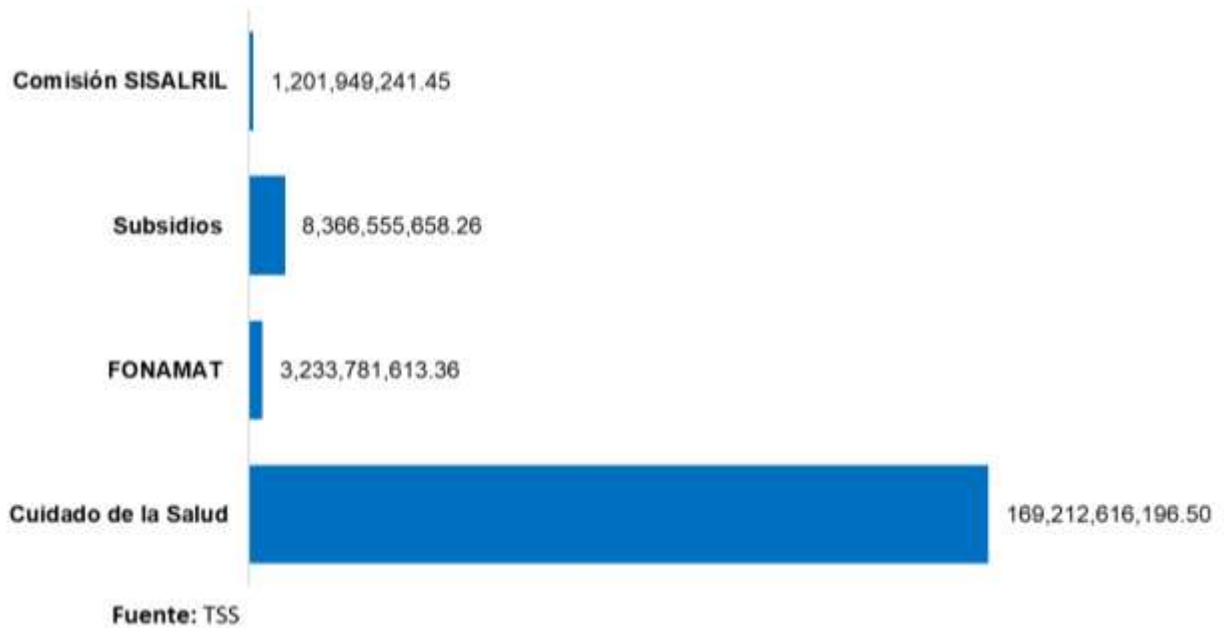 Comisión SISALRIL 1,201,949,241.45
Subsidios 8,366,555,658.26
FONAMAT 3,233,781,613.36
Cuidado de la Salud 169,212,616,196.50
Fuente: TSS